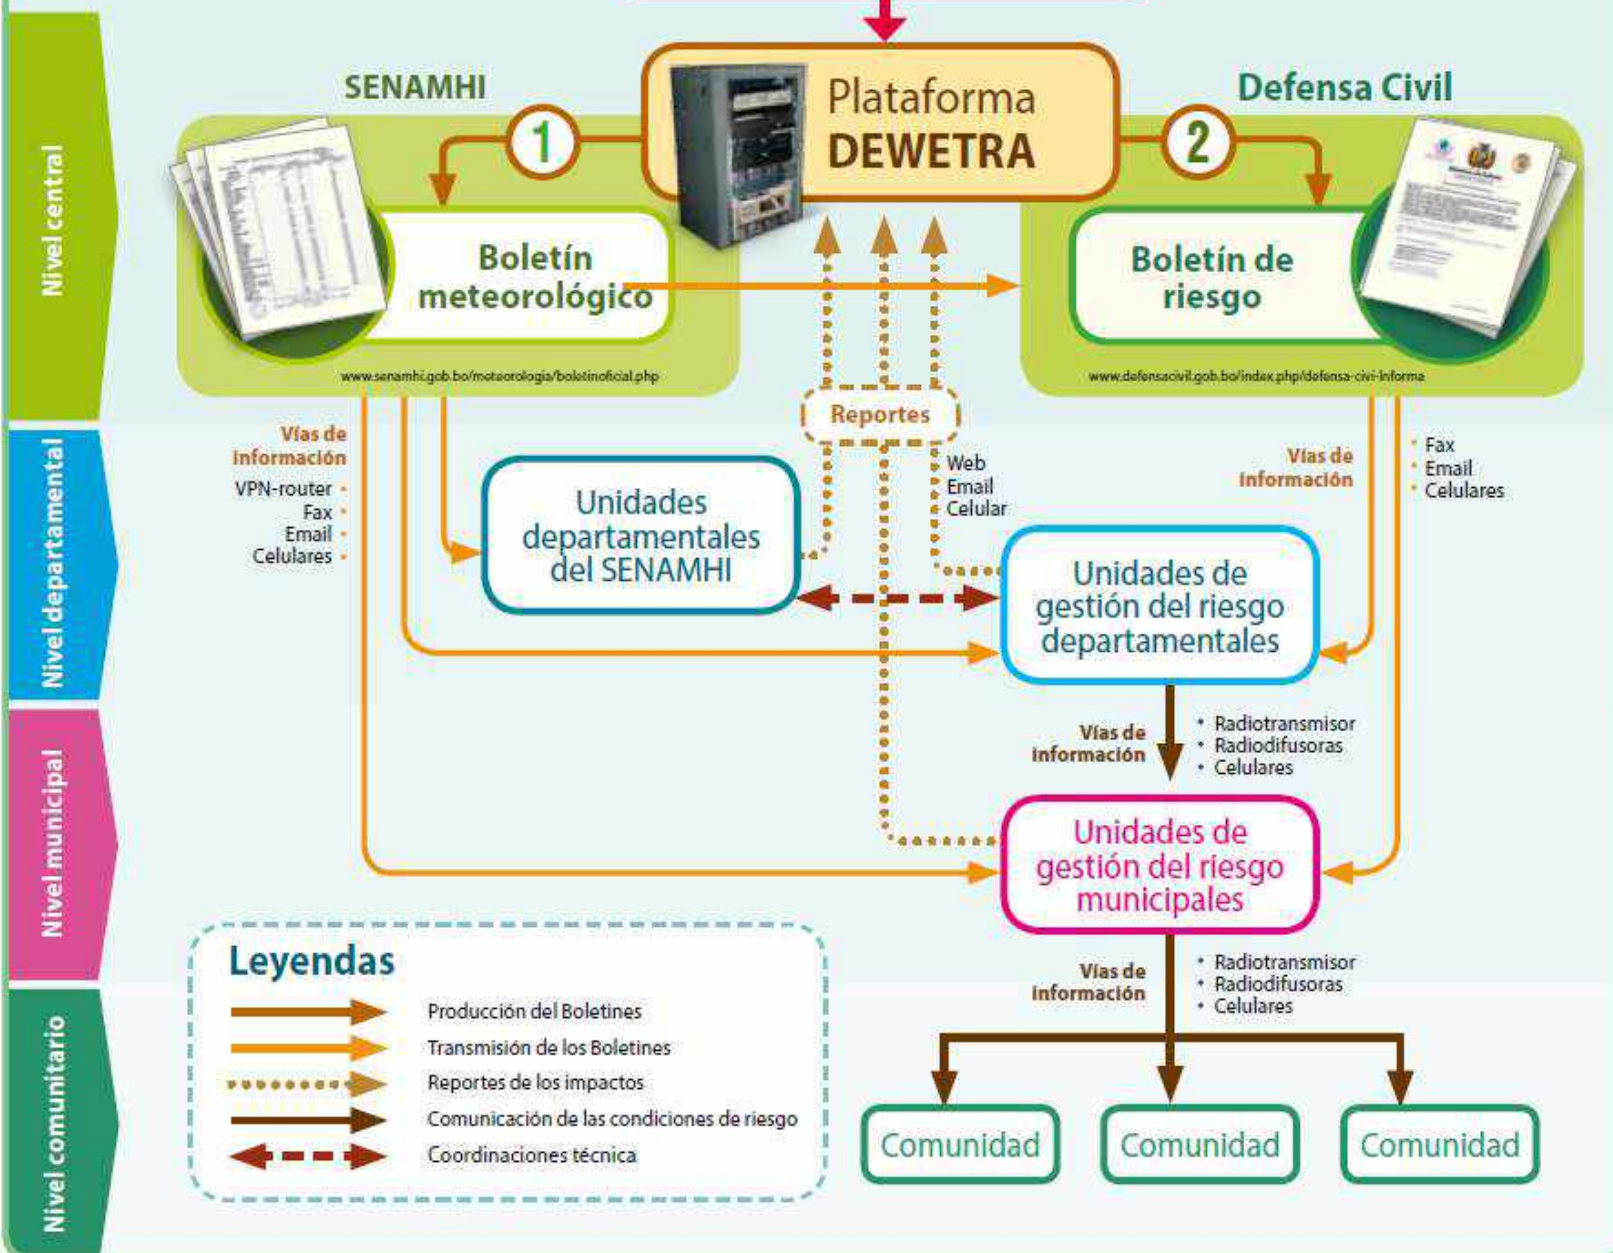 Nivel central
SENAMHI
1
Plataforma
DEWETRA
2
Defensa Civil
Boletín
meteorológico
www.senamhi.gob.bo/meteorologia/boletinoficial.php
Boletín de
riesgo
www.defensacivil.gob.bo/index.php/defensa-civi-Informa
Reportes
Nivel departamental
Vías de
información
VPN-router •
Fax •
Email •
Celulares •
Unidades
departamentales
del SENAMHI
Web
Email
Celular
Vías de
información
• Fax
• Email
• Celulares
Unidades de
gestión del riesgo
departamentales
Vías de
información
• Radiotransmisor
• Radiodifusoras
• Celulares
Nivel municipal
Unidades de
gestión del riesgo
municipales
Vías de
información
• Radiotransmisor
• Radiodifusoras
• Celulares
Leyendas
Producción del Boletines
Transmisión de los Boletines
Reportes de los impactos
Comunicación de las condiciones de riesgo
Coordinaciones técnica
Nivel comunitario
Comunidad
Comunidad
Comunidad